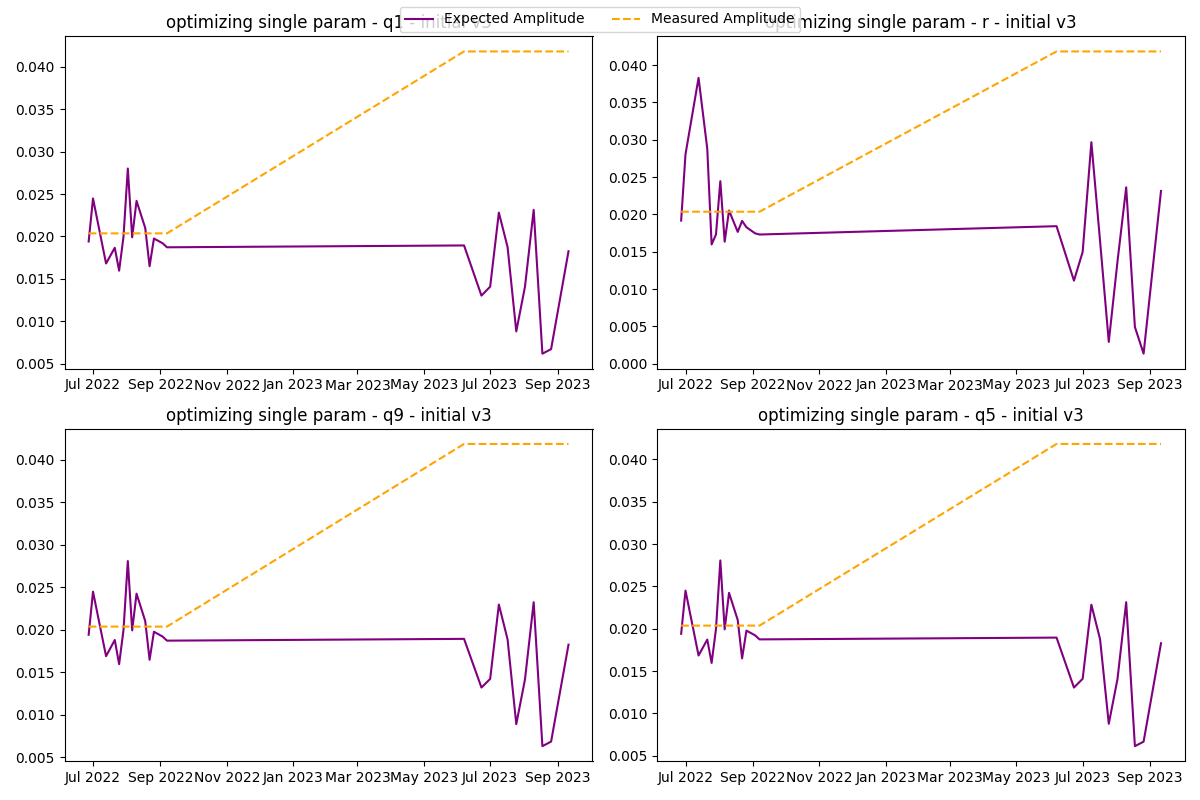 Expected Amplitude
Measured Amplitude
optimizing single param - q1 - initial v3
optimizing single param - r - initial v3
0.040
0.035
0.030
0.025
0.020
0.015
0.010
0.005
Jul 2022
Sep 2022
Nov 2022
Jan 2023
Mar 2023
May 2023
Jul 2023
Sep 2023
0.040
0.035
0.030
0.025
0.020
0.015
0.010
0.005
0.000
Jul 2022
Sep 2022
Nov 2022
Jan 2023
Mar 2023
May 2023
Jul 2023
Sep 2023
optimizing single param - q9 - initial v3
0.040
0.035
0.030
0.025
0.020
0.015
0.010
0.005
Jul 2022
Sep 2022
Nov 2022
Jan 2023
Mar 2023
May 2023
Jul 2023
Sep 2023
optimizing single param - q5 - initial v3
0.040
0.035
0.030
0.025
0.020
0.015
0.010
0.005
Jul 2022
Sep 2022
Nov 2022
Jan 2023
Mar 2023
May 2023
Jul 2023
Sep 2023